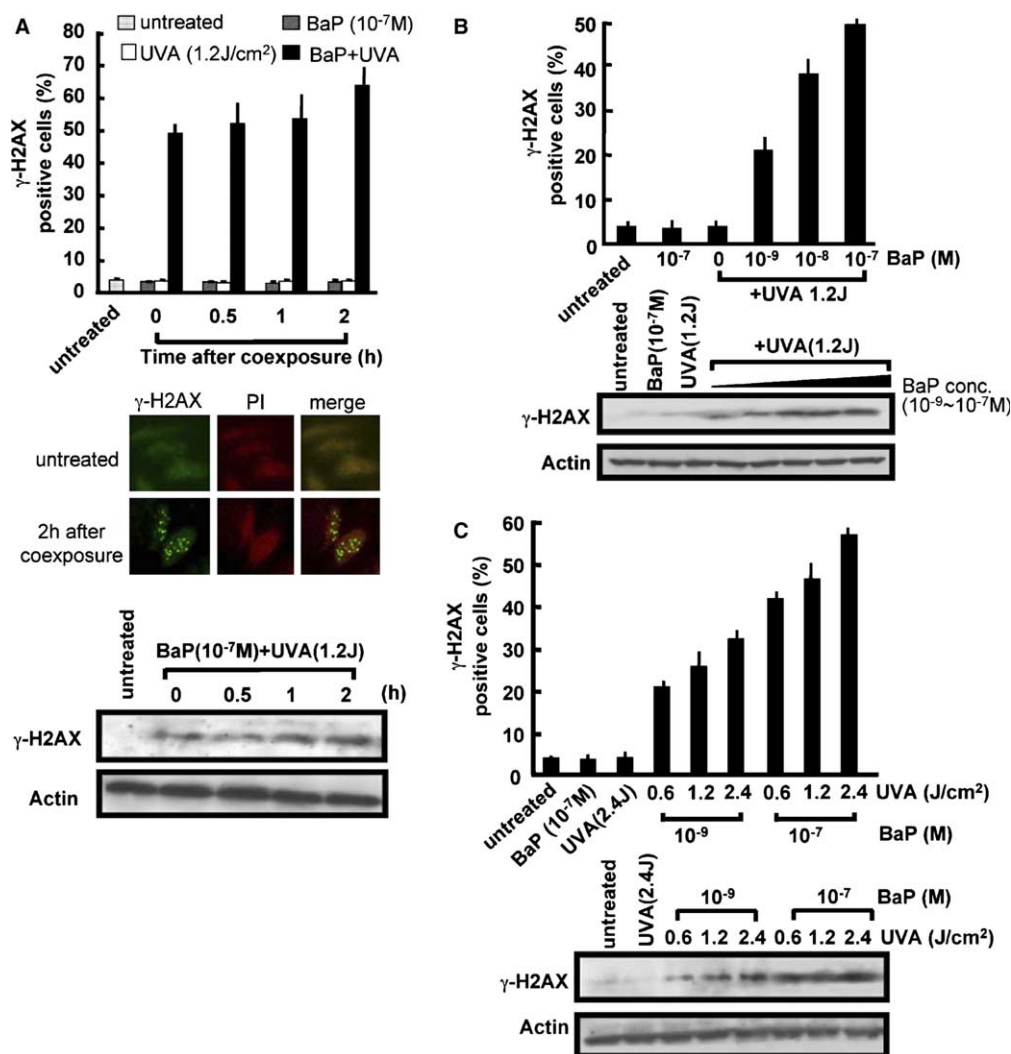 A
untreated
BaP (10⁻⁷M)
UVA (1.2J/cm²)
BaP+UVA
γ-H2AX
positive cells (%)
80
70
60
50
40
30
20
10
0
untreated
0 0.5 1 2
Time after coexposure (h)
γ-H2AX PI merge
untreated
2h after
coexposure
untreated
BaP(10⁻⁷M)+UVA(1.2J)
0 0.5 1 2 (h)
γ-H2AX
Actin
B
γ-H2AX
positive cells (%)
50
40
30
20
10
0
untreated
10⁻⁷ 0 10⁻⁹ 10⁻⁸ 10⁻⁷ BaP (M)
+UVA 1.2J
untreated
BaP(10⁻⁷M)
UVA(1.2J)
+UVA(1.2J)
BaP conc.
(10⁻⁹~10⁻⁷M)
γ-H2AX
Actin
C
γ-H2AX
positive cells (%)
60
50
40
30
20
10
0
untreated
BaP (10⁻⁷M)
UVA(2.4J)
0.6 1.2 2.4 0.6 1.2 2.4 UVA (J/cm²)
10⁻⁹ 10⁻⁷ BaP (M)
untreated
UVA(2.4J)
10⁻⁹ 10⁻⁷ BaP (M)
0.6 1.2 2.4 0.6 1.2 2.4 UVA (J/cm²)
γ-H2AX
Actin